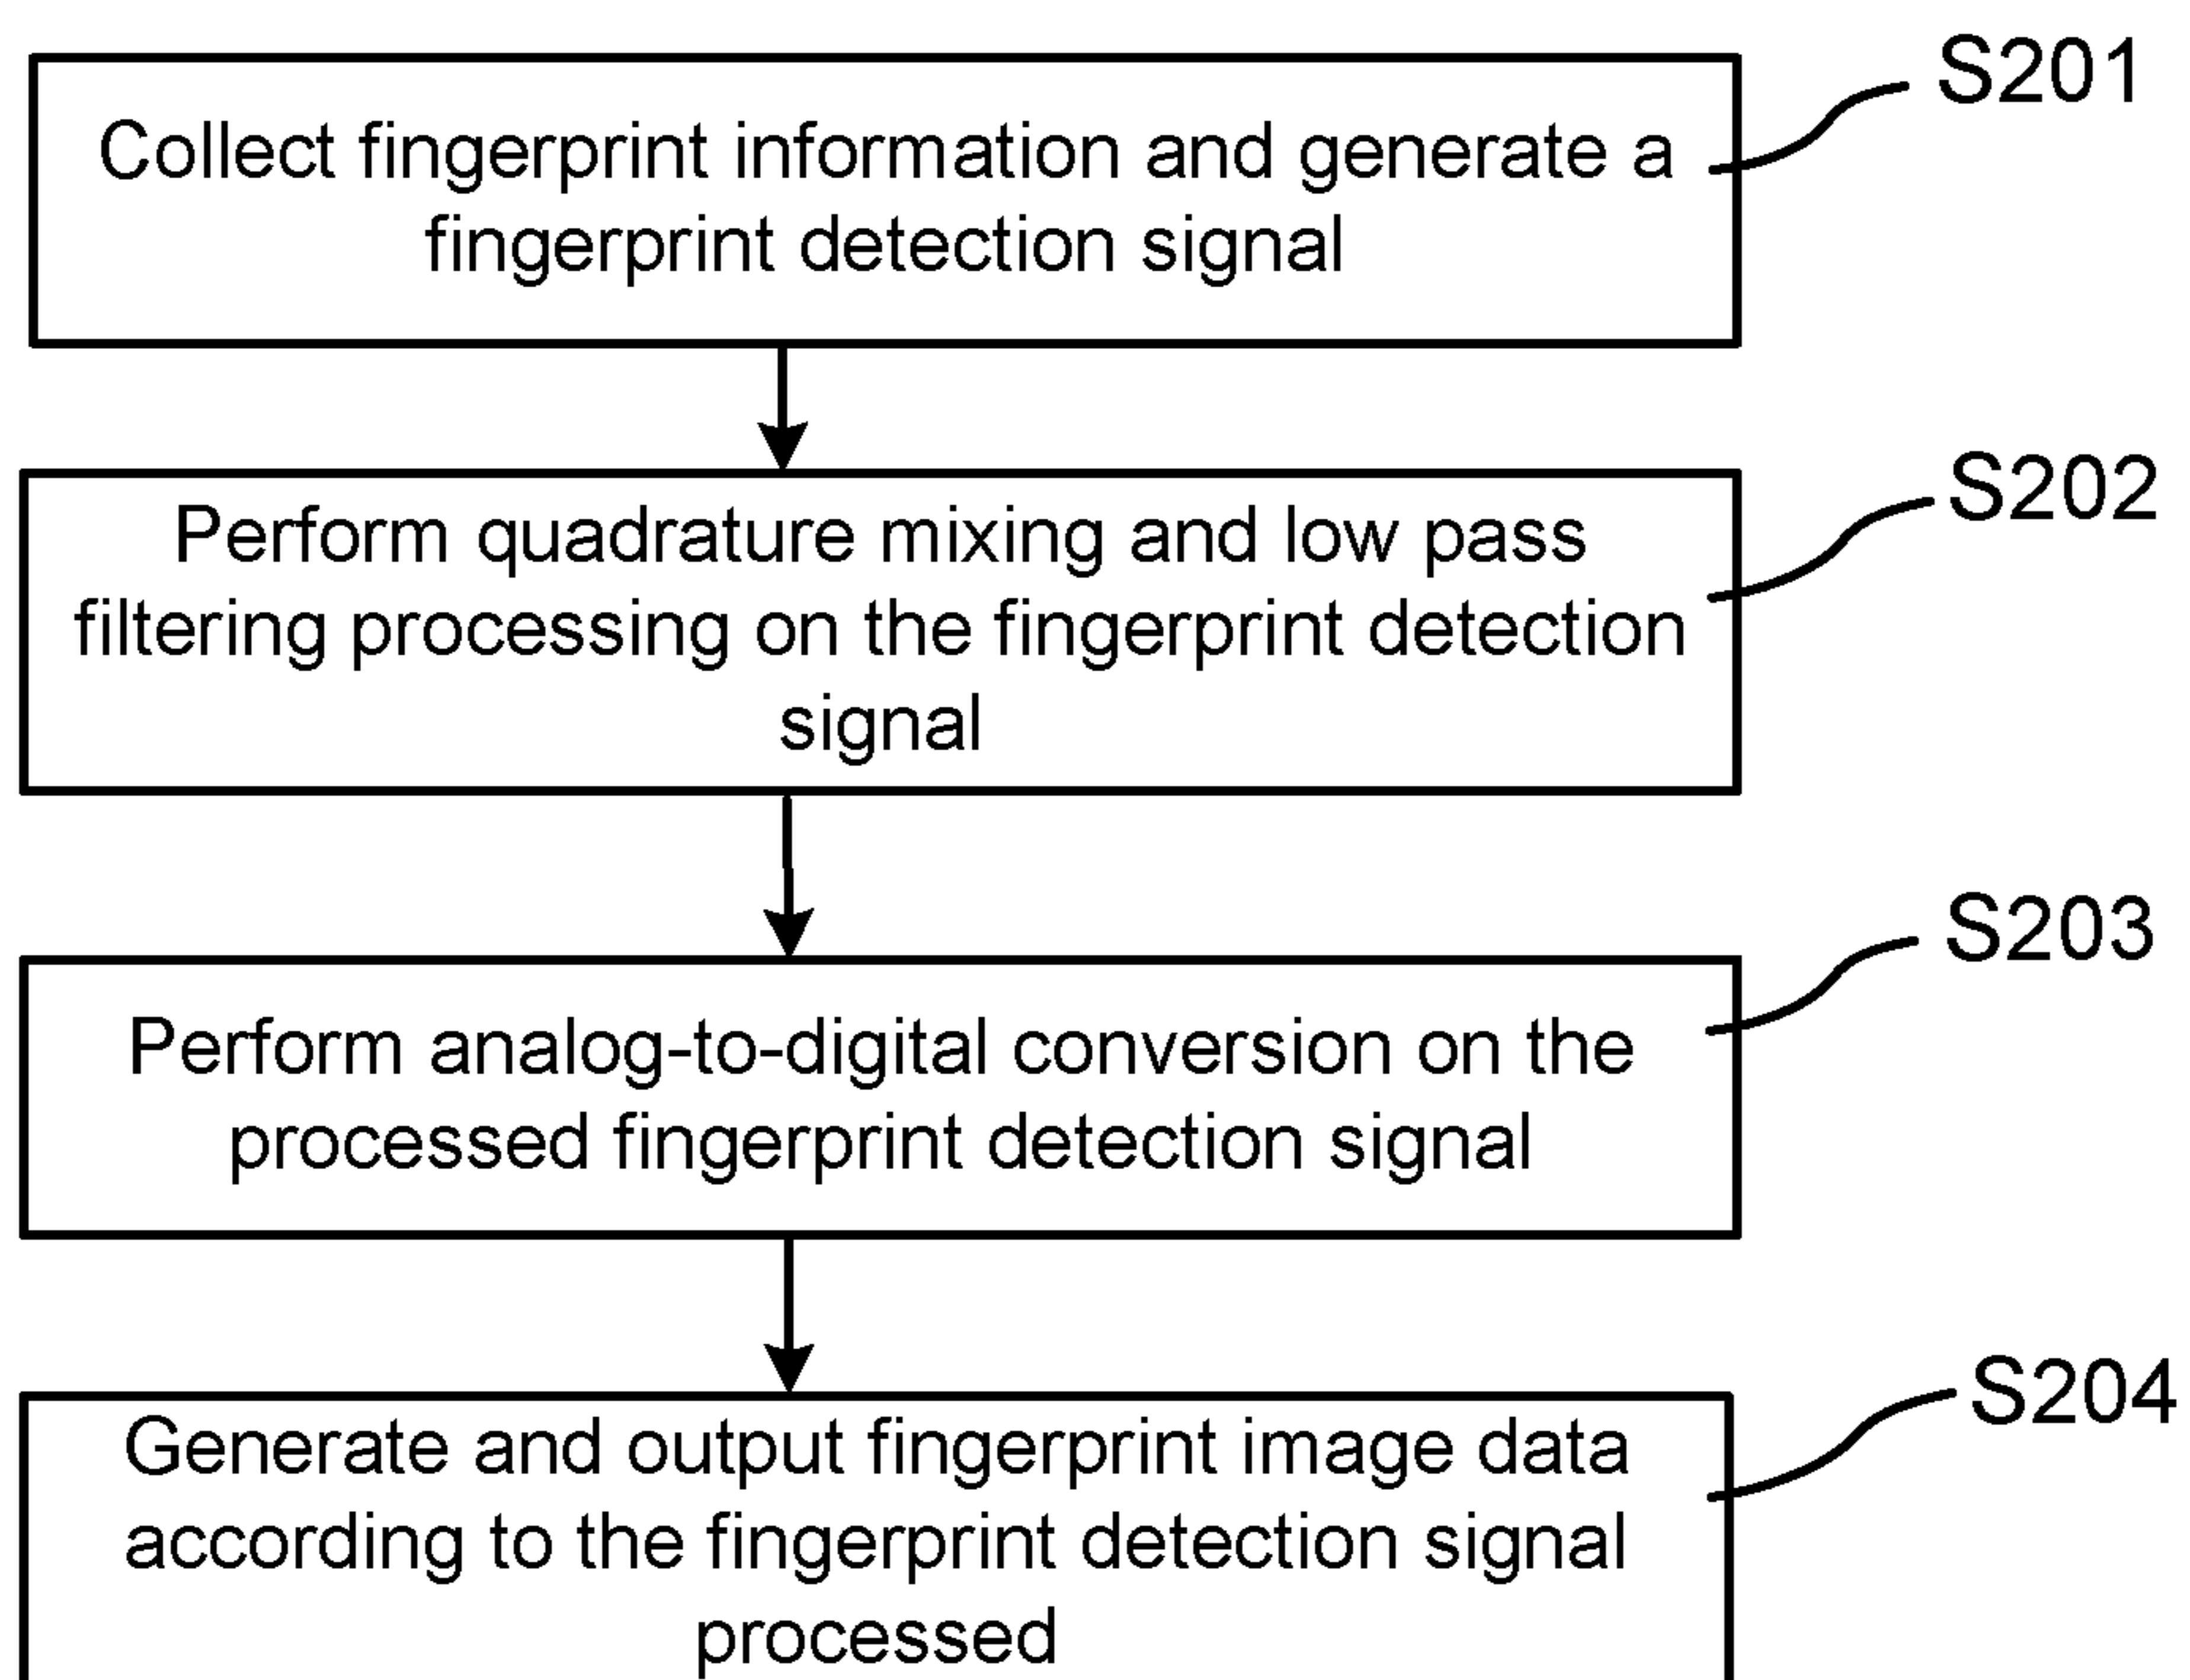 S201
Collect fingerprint information and generate a
fingerprint detection signal
S202
Perform quadrature mixing and low pass
filtering processing on the fingerprint detection
signal
S203
Perform analog-to-digital conversion on the
processed fingerprint detection signal
S204
Generate and output fingerprint image data
according to the fingerprint detection signal
processed